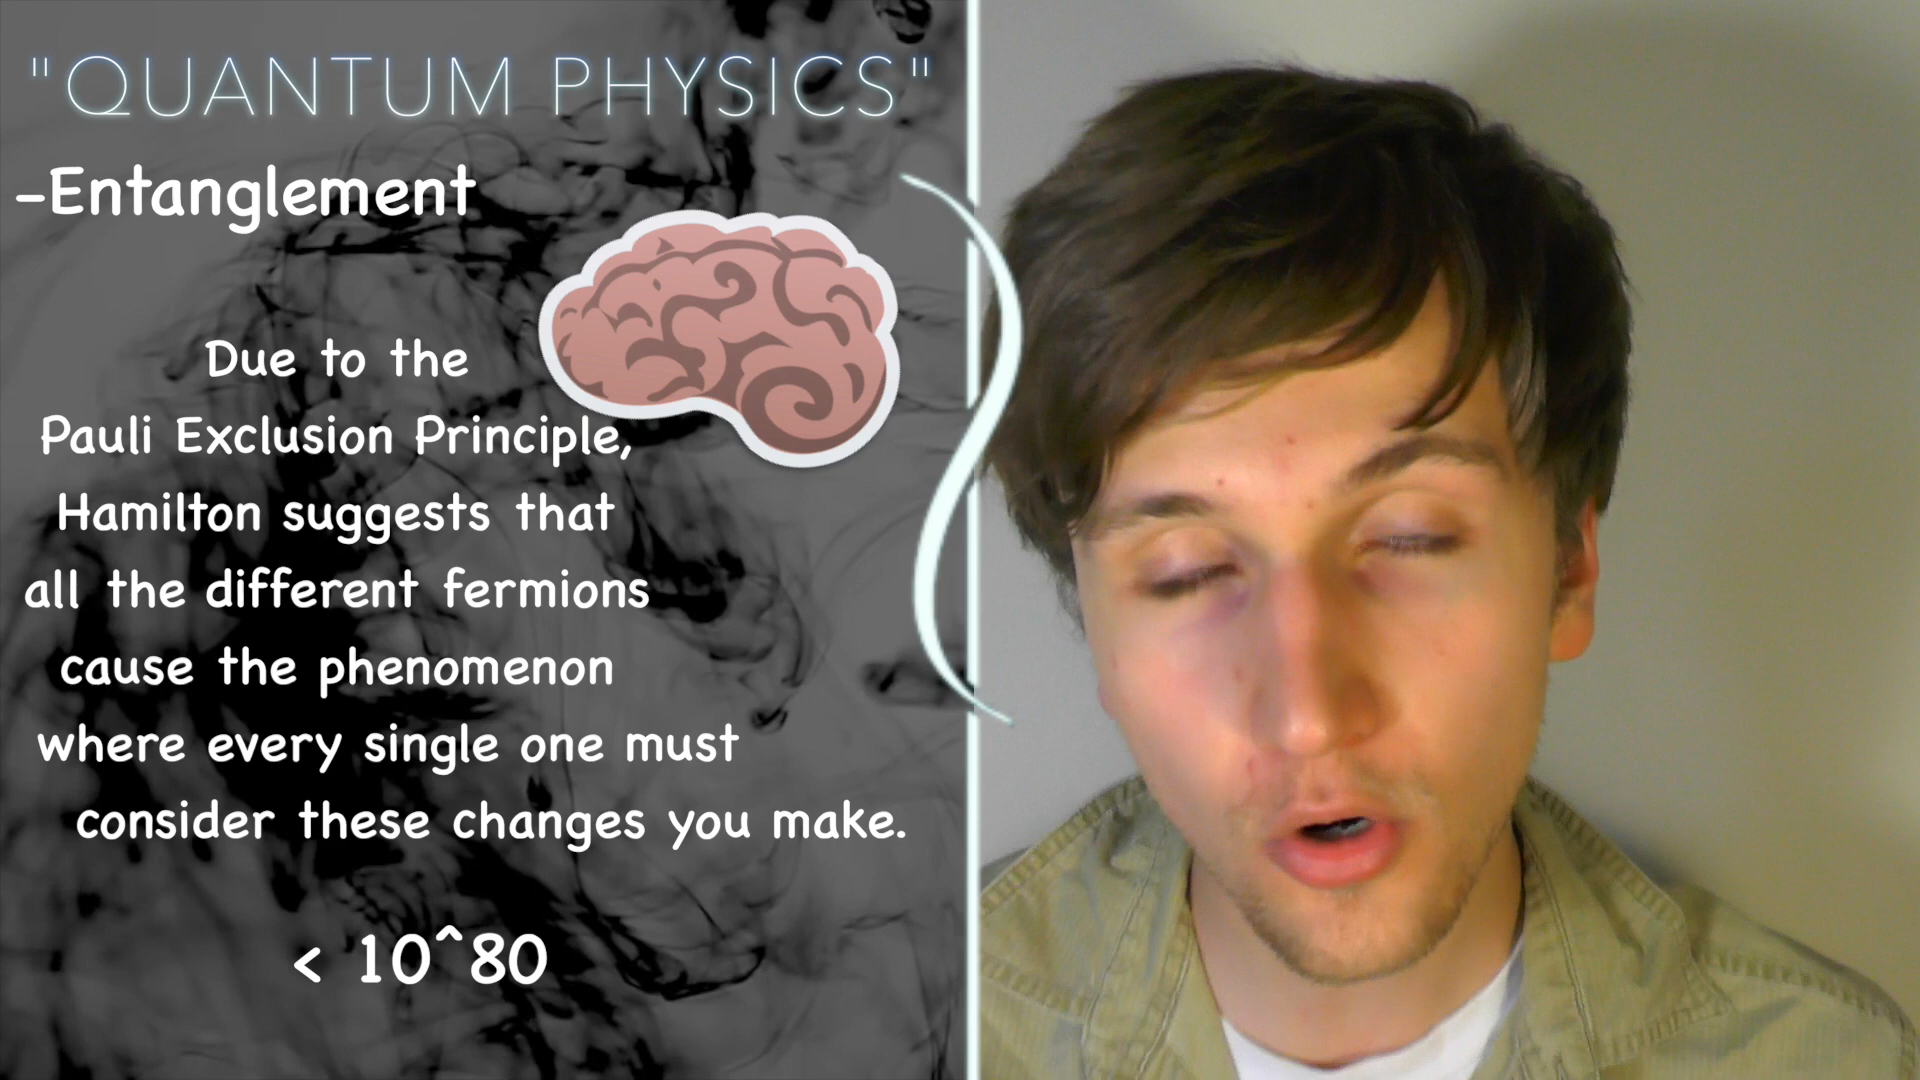 "QUANTUM PHYSICS"
-Entanglement
Due to the
Pauli Exclusion Principle,
Hamilton suggests that
all the different fermions
cause the phenomenon
where every single one must
consider these changes you make.
< 10^80